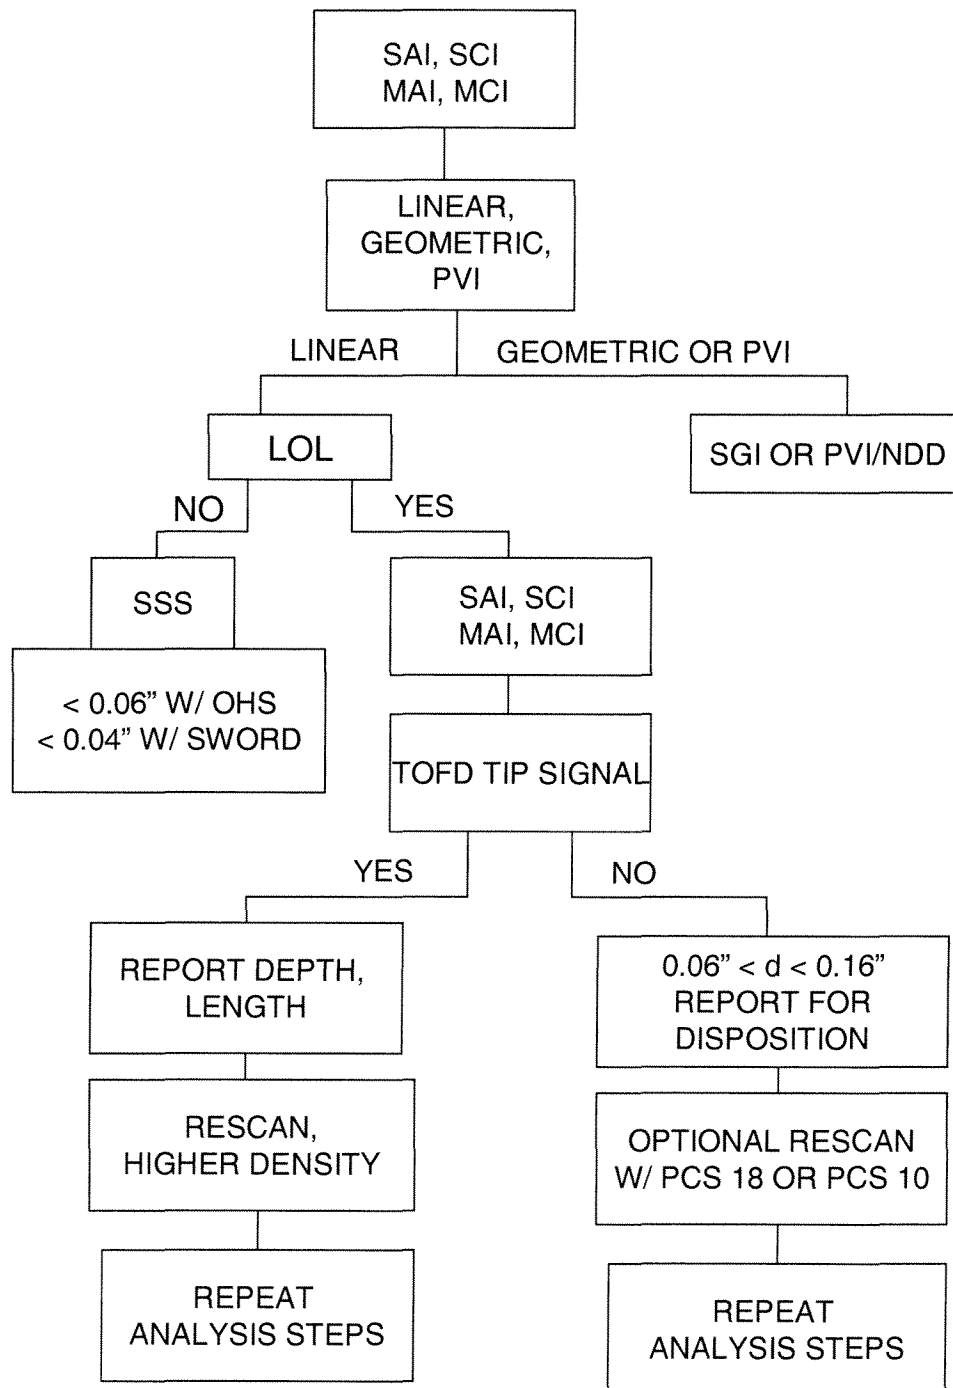 SAI, SCI
MAI, MCI
LINEAR,
GEOMETRIC,
PVI
LINEAR
GEOMETRIC OR PVI
LOL
SGI OR PVI/NDD
NO
YES
SSS
SAI, SCI
MAI, MCI
< 0.06” W/ OHS
< 0.04” W/ SWORD
TOFD TIP SIGNAL
YES
NO
REPORT DEPTH,
LENGTH
0.06” < d < 0.16”
REPORT FOR
DISPOSITION
RESCAN,
HIGHER DENSITY
OPTIONAL RESCAN
W/ PCS 18 OR PCS 10
REPEAT
ANALYSIS STEPS
REPEAT
ANALYSIS STEPS